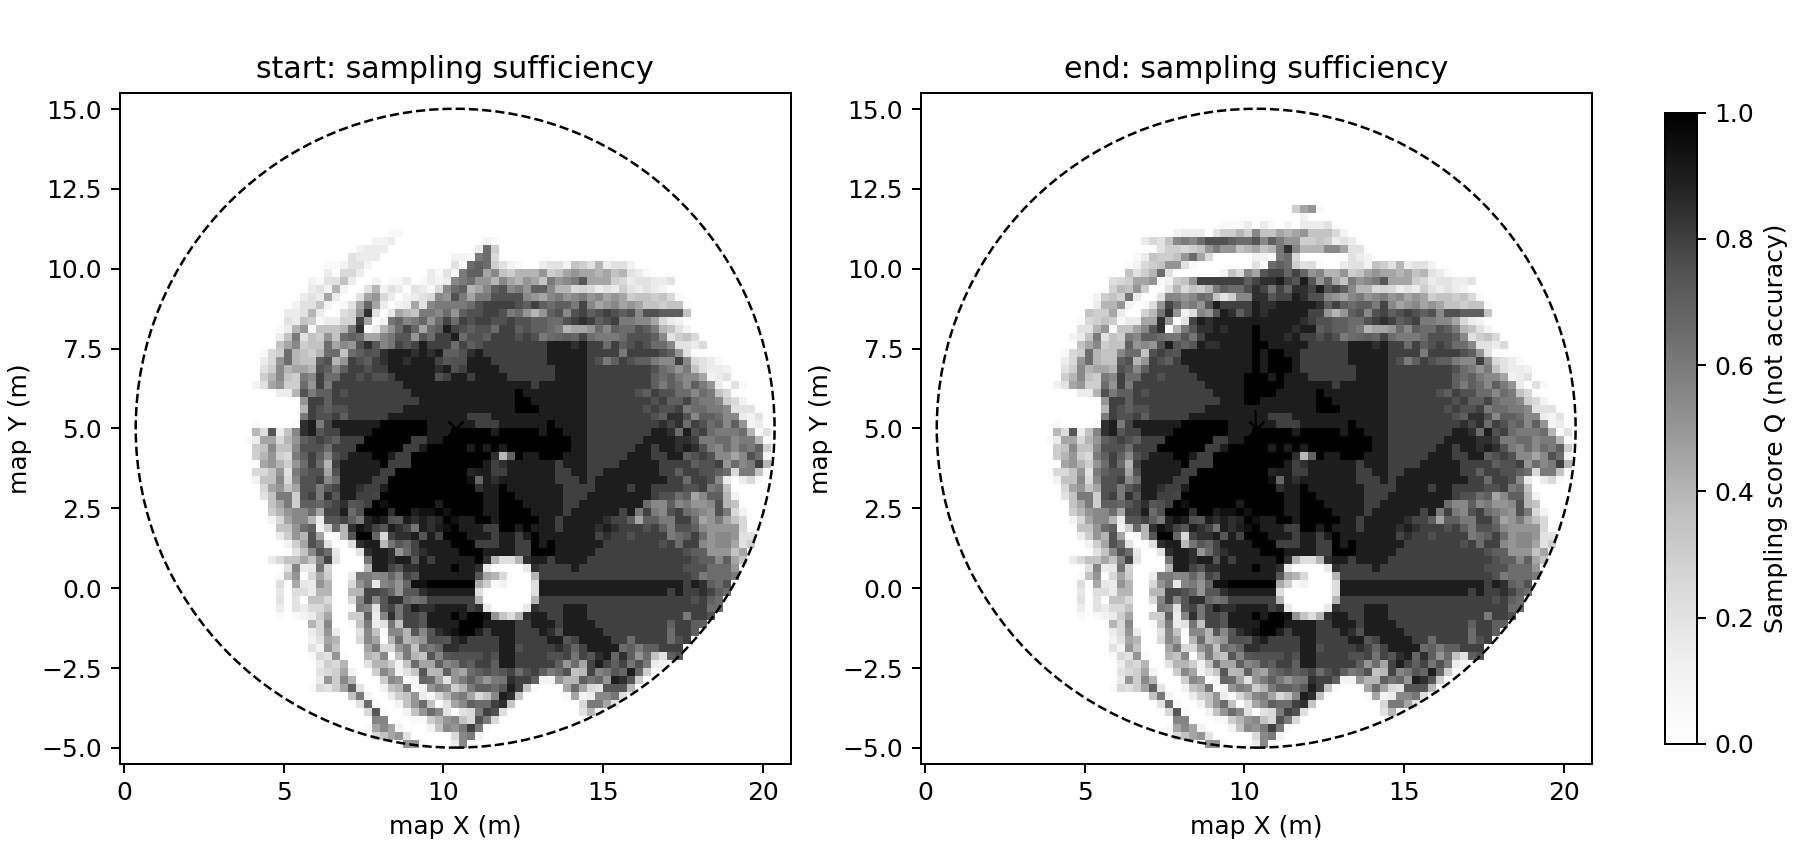 start: sampling sufficiency
end: sampling sufficiency
15.0
12.5
10.0
7.5
5.0
2.5
0.0
−2.5
−5.0
map Y (m)
0 5 10 15 20
map X (m)
15.0
12.5
10.0
7.5
5.0
2.5
0.0
−2.5
−5.0
map Y (m)
0 5 10 15 20
map X (m)
1.0
0.8
0.6
0.4
0.2
0.0
Sampling score Q (not accuracy)